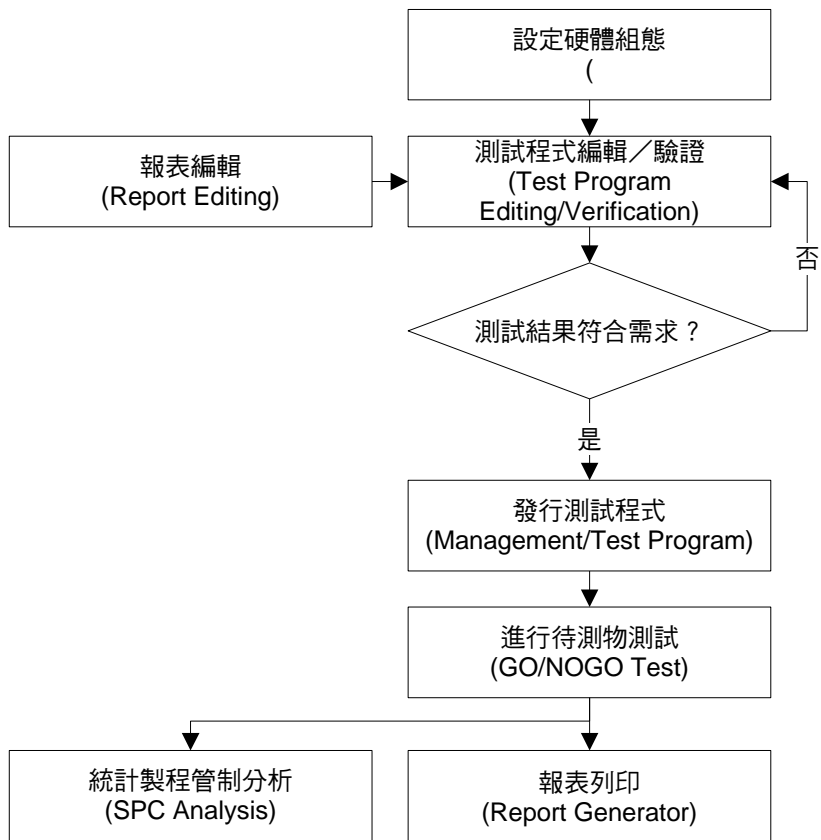 設定硬體組態
(
報表編輯
(Report Editing)
測試程式編輯／驗證
(Test Program
Editing/Verification)
否
測試結果符合需求？
是
發行測試程式
(Management/Test Program)
進行待測物測試
(GO/NOGO Test)
統計製程管制分析
(SPC Analysis)
報表列印
(Report Generator)